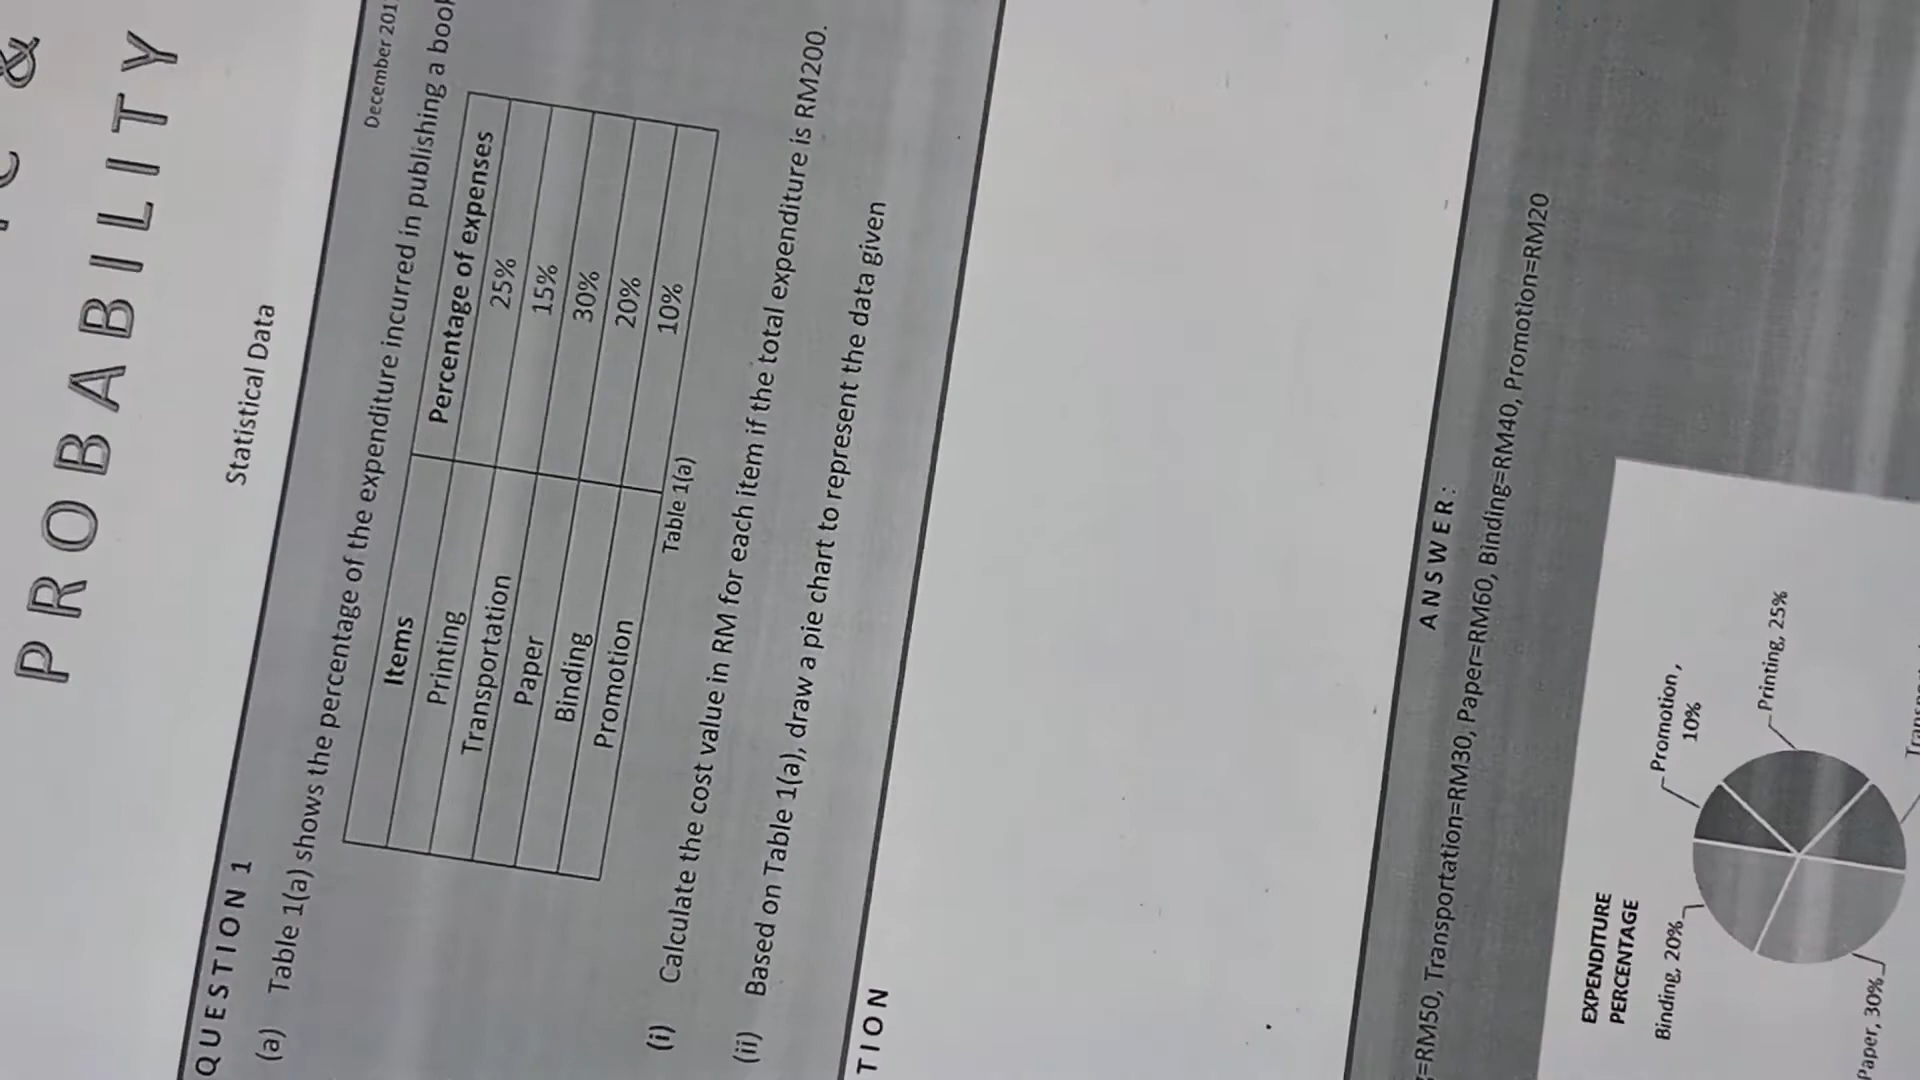 &
PROBABILITY
Statistical Data
QUESTION 1
December 201
(a) Table 1(a) shows the percentage of the expenditure incurred in publishing a book
Items Percentage of expenses
Printing 25%
Transportation 15%
Paper 30%
Binding 20%
Promotion 10%
Table 1(a)
(i) Calculate the cost value in RM for each item if the total expenditure is RM200.
(ii) Based on Table 1(a), draw a pie chart to represent the data given
TION
ANSWER:
=RM50, Transportation=RM30, Paper=RM60, Binding=RM40, Promotion=RM20
EXPENDITURE
PERCENTAGE
Promotion,
10%
Binding, 20%
Printing, 25%
Paper, 30%